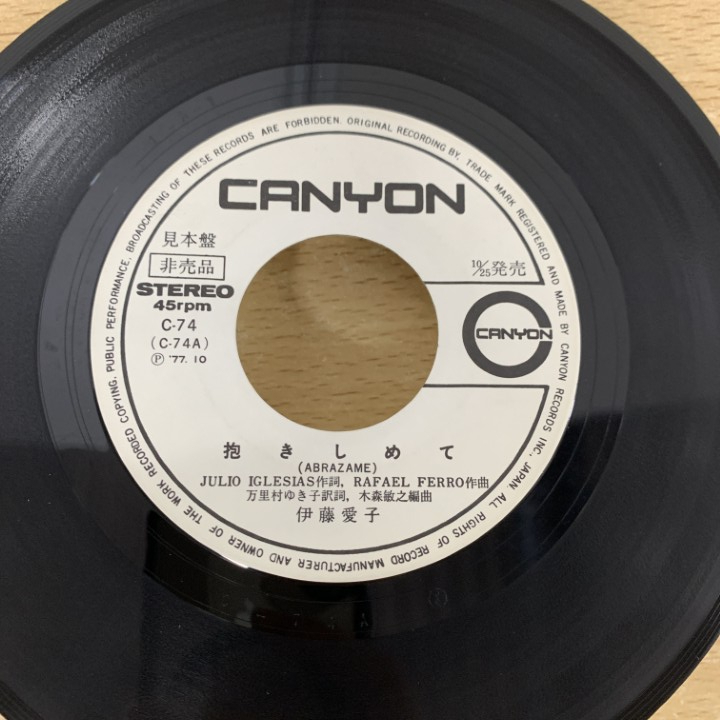 CANYON
見本盤
非売品
STEREO
45rpm
C-74
(C-74A)
Ⓟ '77. 10
10/25発売
CANYON
抱きしめて
(ABRAZAME)
JULIO IGLESIAS作詞, RAFAEL FERRO作曲
万里村ゆき子訳詞, 木森敏之編曲
伊藤愛子
ORIGINAL RECORDING BY, TRADE MARK REGISTERED AND MADE BY CANYON RECORDS INC, JAPAN. ALL RIGHTS OF RECORD MANUFACTURER AND OWNER OF THE WORK RECORDED COPYING, PUBLIC PERFORMANCE, BROADCASTING OF THESE RECORDS ARE FORBIDDEN.